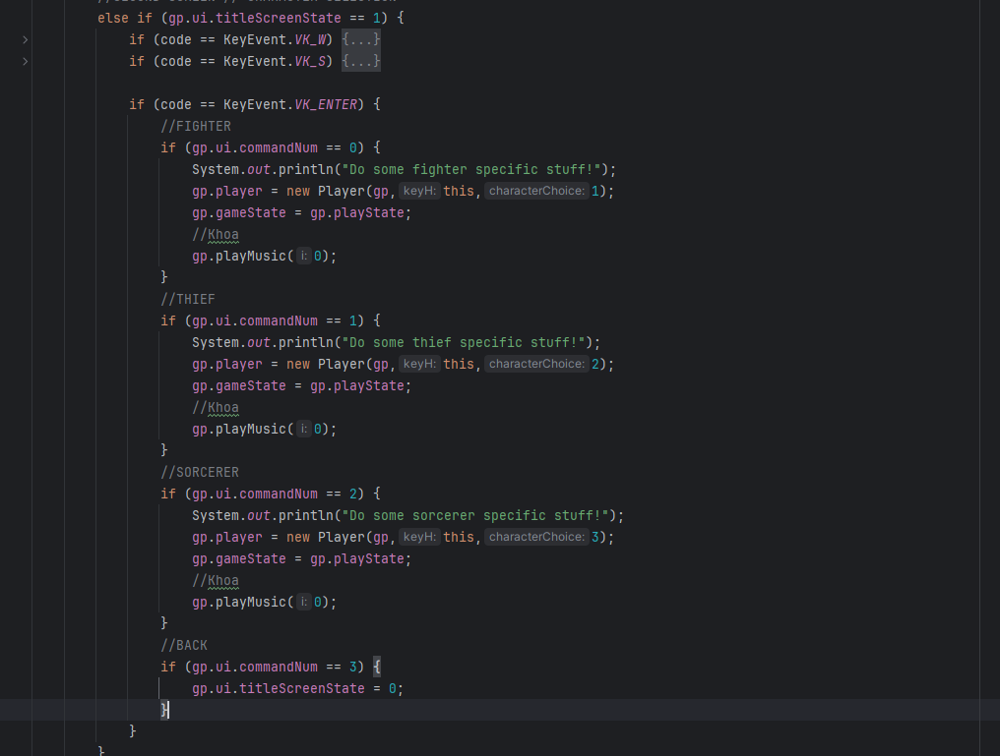 else if (gp.ui.titleScreenState == 1) {
if (code == KeyEvent.VK_W) {...}
if (code == KeyEvent.VK_S) {...}
if (code == KeyEvent.VK_ENTER) {
//FIGHTER
if (gp.ui.commandNum == 0) {
System.out.println("Do some fighter specific stuff!");
gp.player = new Player(gp, keyH: this, characterChoice: 1);
gp.gameState = gp.playState;
//Khoa
gp.playMusic( i: 0);
}
//THIEF
if (gp.ui.commandNum == 1) {
System.out.println("Do some thief specific stuff!");
gp.player = new Player(gp, keyH: this, characterChoice: 2);
gp.gameState = gp.playState;
//Khoa
gp.playMusic( i: 0);
}
//SORCERER
if (gp.ui.commandNum == 2) {
System.out.println("Do some sorcerer specific stuff!");
gp.player = new Player(gp, keyH: this, characterChoice: 3);
gp.gameState = gp.playState;
//Khoa
gp.playMusic( i: 0);
}
//BACK
if (gp.ui.commandNum == 3) {
gp.ui.titleScreenState = 0;
}
}
}